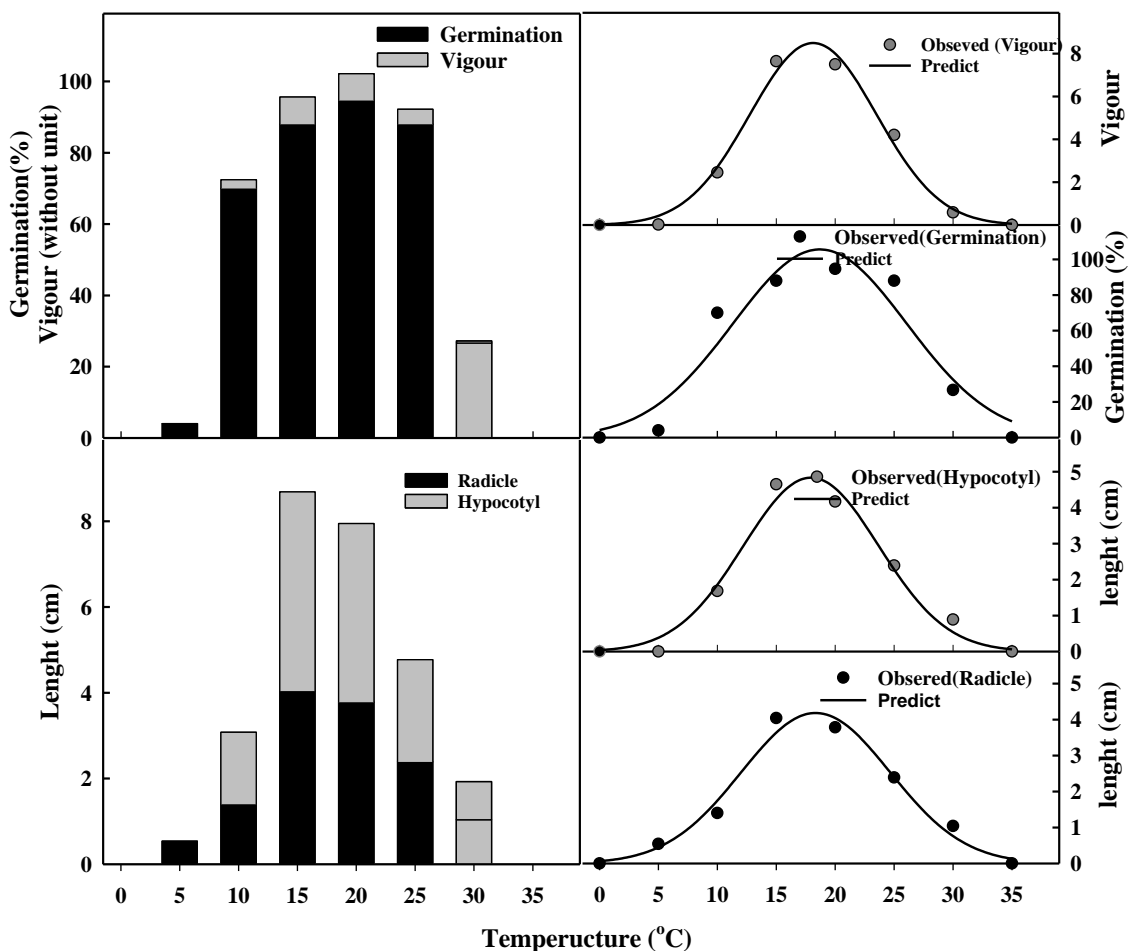 Germination
Vigour
100
80
60
40
20
0
Germination(%)
Vigour (without unit)
Radicle
Hypocotyl
8
6
4
2
0
Lenght (cm)
0 5 10 15 20 25 30 35
Obseved (Vigour)
Predict
8
6
4
2
0
Vigour
Observed(Germination)
Predict
100
80
60
40
20
0
Germination (%)
Observed(Hypocotyl)
Predict
5
4
3
2
1
0
lenght (cm)
Obsered(Radicle)
Predict
5
4
3
2
1
0
lenght (cm)
0 5 10 15 20 25 30 35
Temperucture (°C)